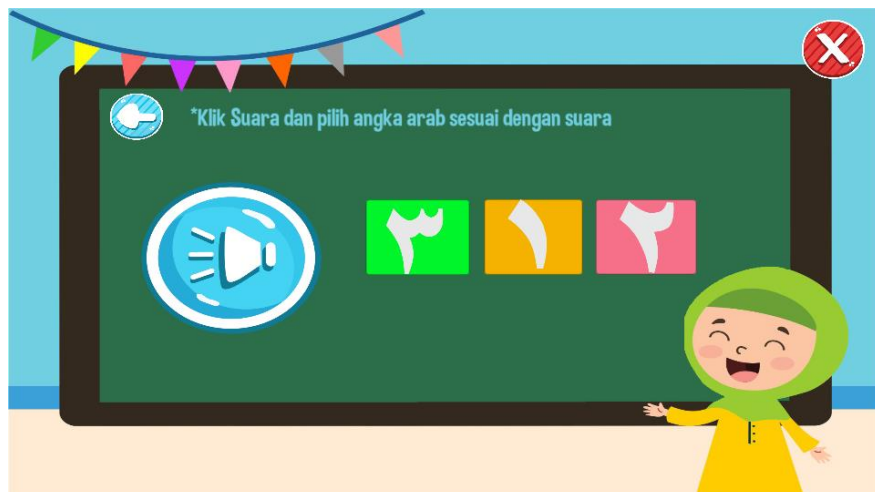 *Klik Suara dan pilih angka arab sesuai dengan suara
٣ ١ ٢